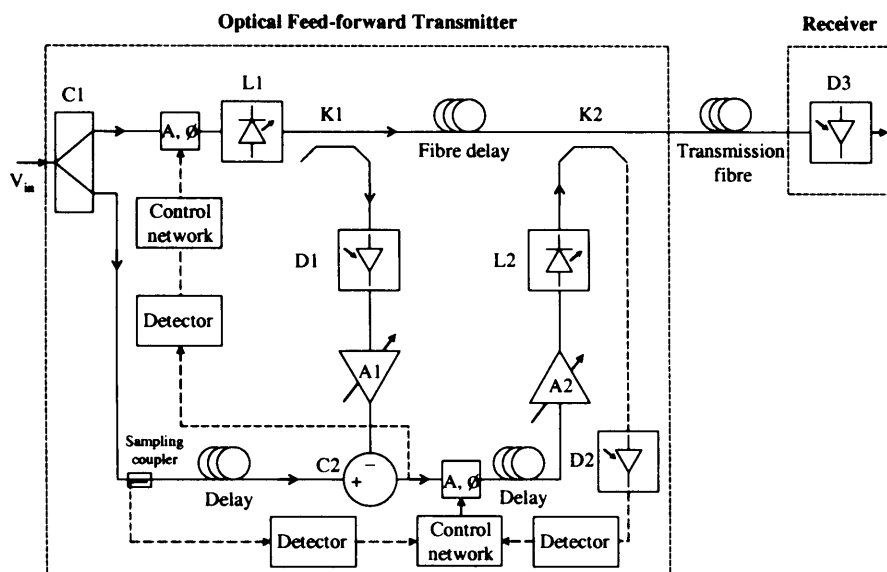 Optical Feed-forward Transmitter
Receiver
C1
L1
K1
K2
D3
A, Ø
Vin
Fibre delay
Transmission
fibre
Control
network
D1
L2
Detector
A1
A2
Sampling
coupler
C2
−
+
A, Ø
D2
Delay
Delay
Detector
Control
network
Detector